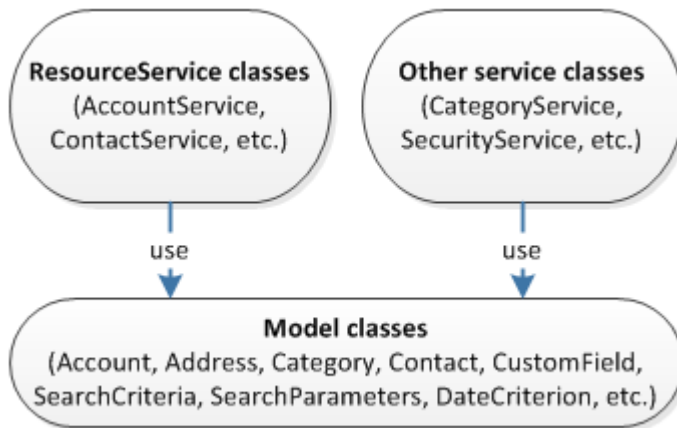 ResourceService classes
(AccountService,
ContactService, etc.)
Other service classes
(CategoryService,
SecurityService, etc.)
use
use
Model classes
(Account, Address, Category, Contact, CustomField,
SearchCriteria, SearchParameters, DateCriterion, etc.)